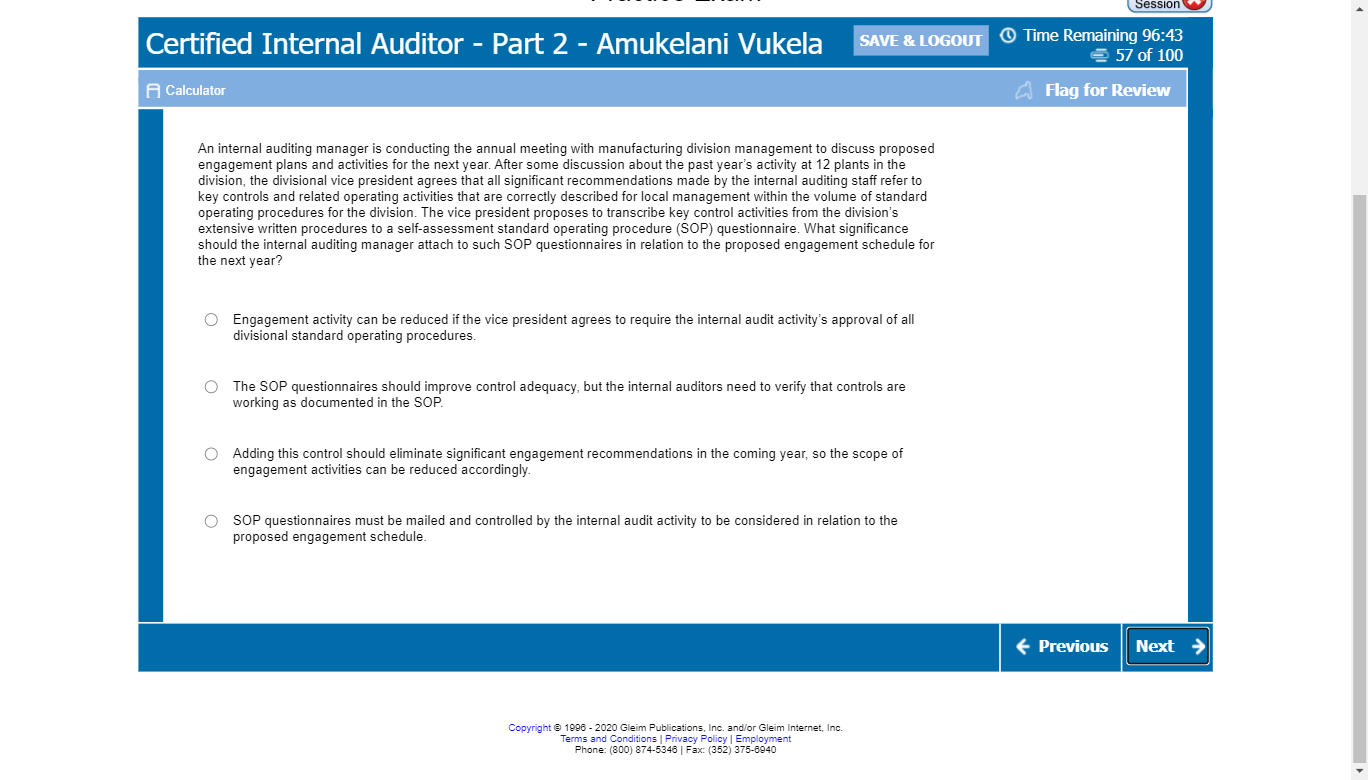 Session
Certified Internal Auditor - Part 2 - Amukelani Vukela
SAVE & LOGOUT
Time Remaining 96:43
57 of 100
Calculator
Flag for Review
An internal auditing manager is conducting the annual meeting with manufacturing division management to discuss proposed
engagement plans and activities for the next year. After some discussion about the past year's activity at 12 plants in the
division, the divisional vice president agrees that all significant recommendations made by the internal auditing staff refer to
key controls and related operating activities that are correctly described for local management within the volume of standard
operating procedures for the division. The vice president proposes to transcribe key control activities from the division's
extensive written procedures to a self-assessment standard operating procedure (SOP) questionnaire. What significance
should the internal auditing manager attach to such SOP questionnaires in relation to the proposed engagement schedule for
the next year?
Engagement activity can be reduced if the vice president agrees to require the internal audit activity's approval of all
divisional standard operating procedures.
The SOP questionnaires should improve control adequacy, but the internal auditors need to verify that controls are
working as documented in the SOP.
Adding this control should eliminate significant engagement recommendations in the coming year, so the scope of
engagement activities can be reduced accordingly.
SOP questionnaires must be mailed and controlled by the internal audit activity to be considered in relation to the
proposed engagement schedule.
Previous
Next
Copyright © 1996 - 2020 Gleim Publications, Inc. and/or Gleim Internet, Inc.
Terms and Conditions | Privacy Policy | Employment
Phone: (800) 874-5346 | Fax: (352) 375-6940